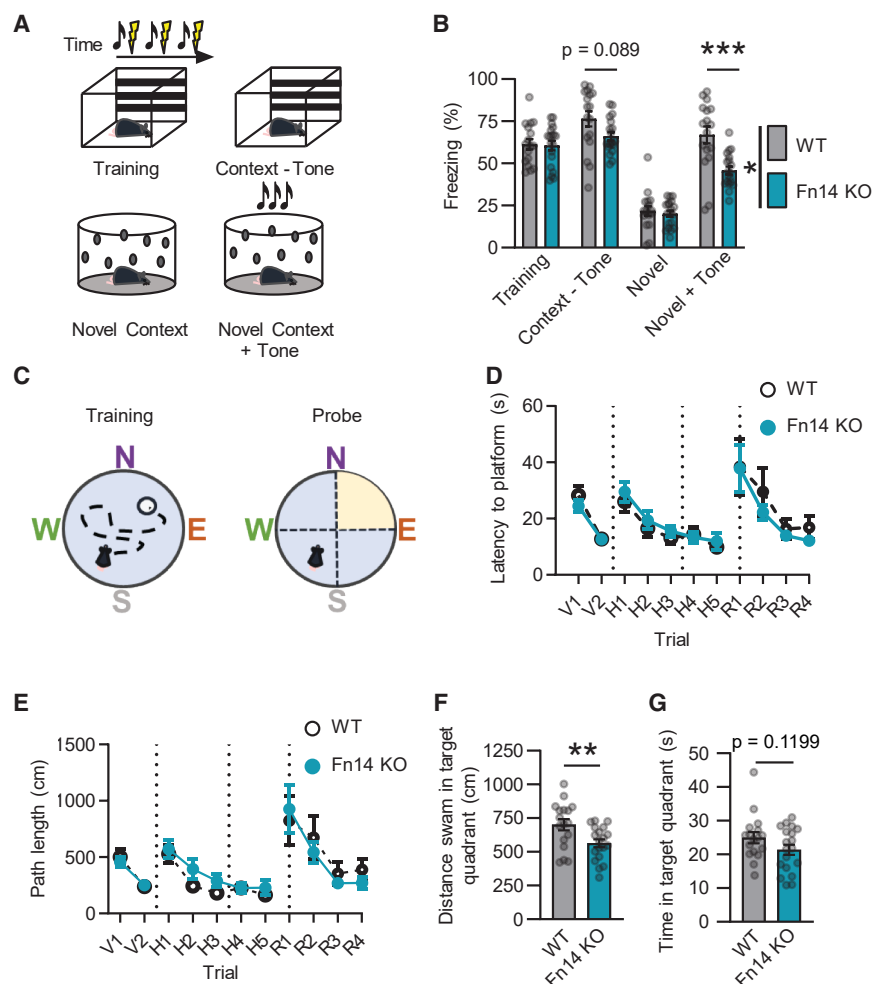 A
Time
Training
Context - Tone
Novel Context
Novel Context
+ Tone
B
p = 0.089
***
100
75
50
25
0
Freezing (%)
Training
Context - Tone
Novel
Novel + Tone
*
WT
Fn14 KO
C
Training
Probe
N
W
E
S
N
W
E
S
D
WT
Fn14 KO
60
40
20
0
Latency to platform (s)
V1
V2
H1
H2
H3
H4
H5
R1
R2
R3
R4
Trial
E
WT
Fn14 KO
1500
1000
500
0
Path length (cm)
V1
V2
H1
H2
H3
H4
H5
R1
R2
R3
R4
Trial
F
**
1250
1000
750
500
250
0
Distance swam in target
quadrant (cm)
WT
Fn14 KO
G
p = 0.1199
50
40
30
20
10
0
Time in target quadrant (s)
WT
Fn14 KO